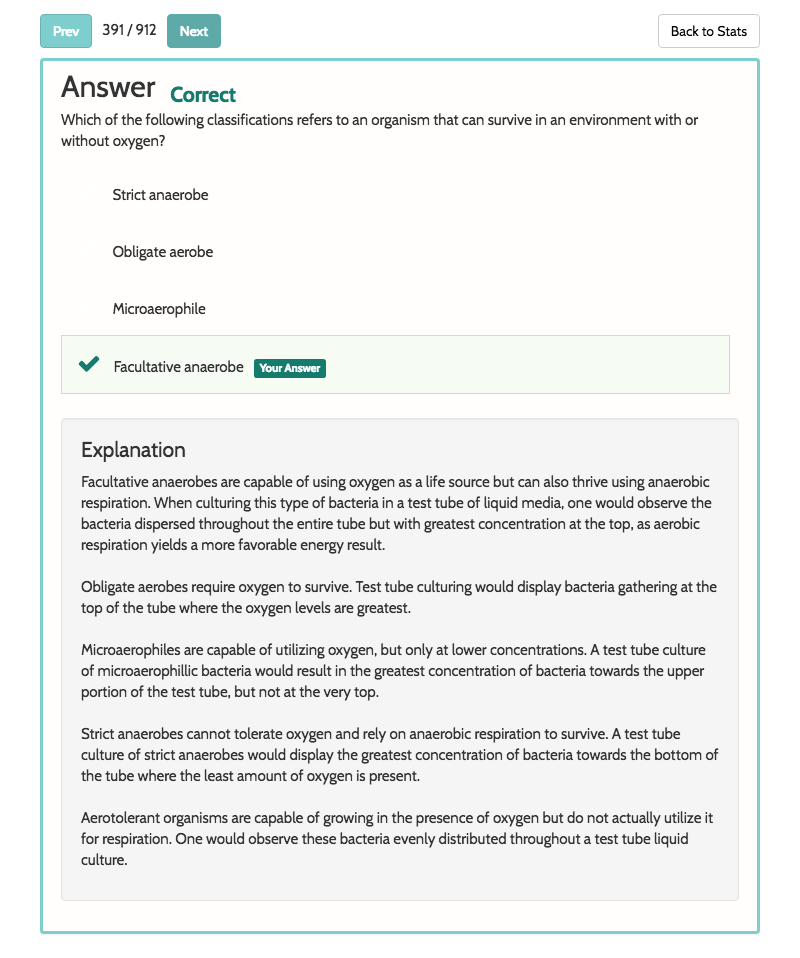 Prev 391 / 912 Next Back to Stats
Answer Correct
Which of the following classifications refers to an organism that can survive in an environment with or
without oxygen?
Strict anaerobe
Obligate aerobe
Microaerophile
Facultative anaerobe Your Answer
Explanation
Facultative anaerobes are capable of using oxygen as a life source but can also thrive using anaerobic
respiration. When culturing this type of bacteria in a test tube of liquid media, one would observe the
bacteria dispersed throughout the entire tube but with greatest concentration at the top, as aerobic
respiration yields a more favorable energy result.
Obligate aerobes require oxygen to survive. Test tube culturing would display bacteria gathering at the
top of the tube where the oxygen levels are greatest.
Microaerophiles are capable of utilizing oxygen, but only at lower concentrations. A test tube culture
of microaerophillic bacteria would result in the greatest concentration of bacteria towards the upper
portion of the test tube, but not at the very top.
Strict anaerobes cannot tolerate oxygen and rely on anaerobic respiration to survive. A test tube
culture of strict anaerobes would display the greatest concentration of bacteria towards the bottom of
the tube where the least amount of oxygen is present.
Aerotolerant organisms are capable of growing in the presence of oxygen but do not actually utilize it
for respiration. One would observe these bacteria evenly distributed throughout a test tube liquid
culture.